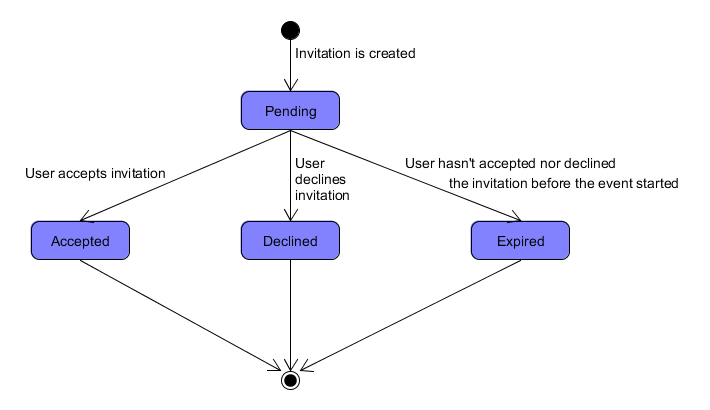 Invitation is created
Pending
User accepts invitation
User
declines
invitation
User hasn't accepted nor declined
the invitation before the event started
Accepted
Declined
Expired